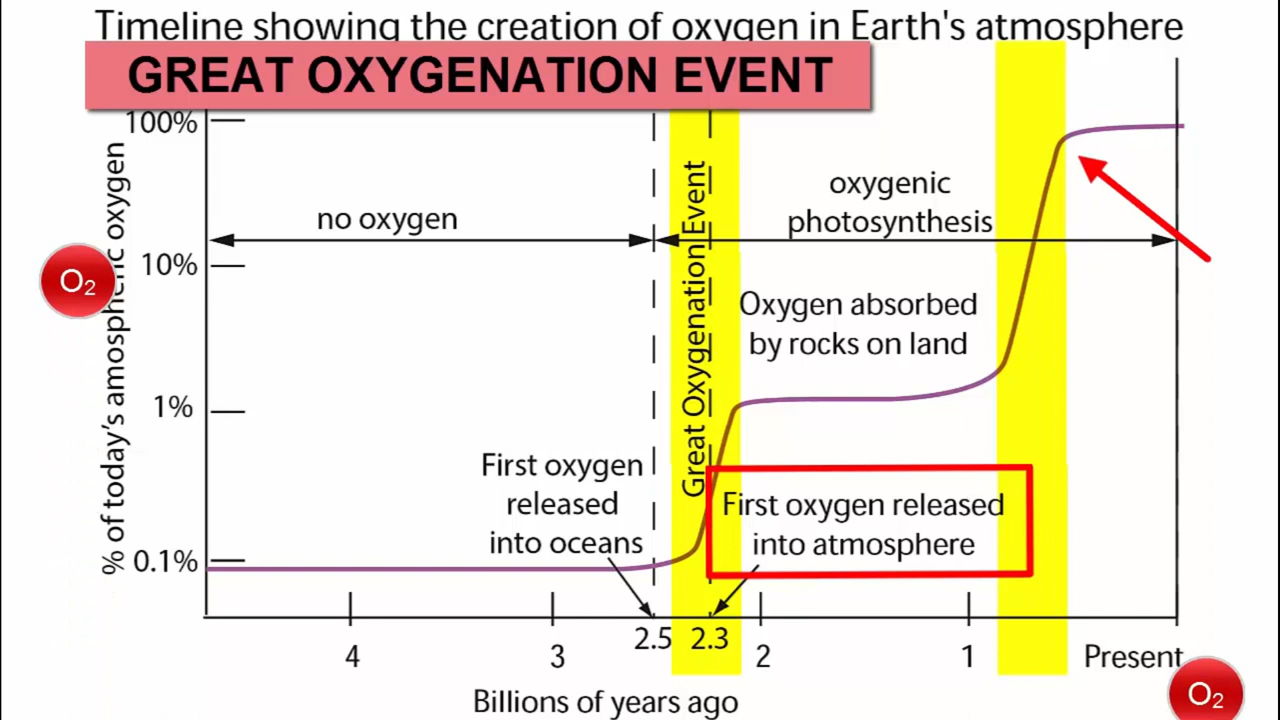 Timeline showing the creation of oxygen in Earth's atmosphere
GREAT OXYGENATION EVENT
100%
10%
1%
0.1%
% of today's amospheric oxygen
O₂
no oxygen
Great Oxygenation Event
oxygenic
photosynthesis
Oxygen absorbed
by rocks on land
First oxygen
released
into oceans
First oxygen released
into atmosphere
4
3
2.5
2.3
2
1
Present
Billions of years ago
O₂